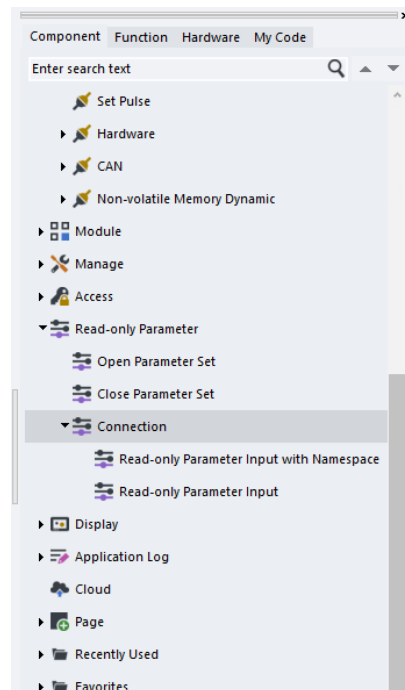 Component Function Hardware My Code
Enter search text
Set Pulse
Hardware
CAN
Non-volatile Memory Dynamic
Module
Manage
Access
Read-only Parameter
Open Parameter Set
Close Parameter Set
Connection
Read-only Parameter Input with Namespace
Read-only Parameter Input
Display
Application Log
Cloud
Page
Recently Used
Favorites